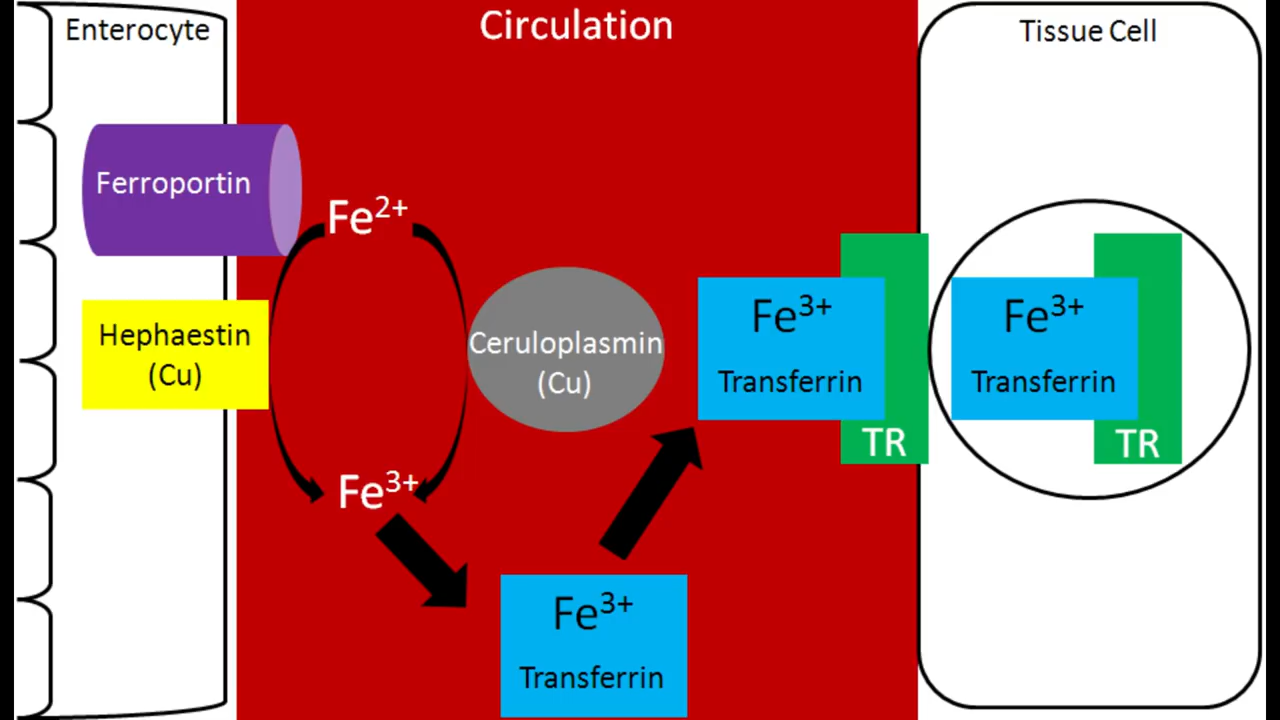 Enterocyte
Circulation
Tissue Cell
Ferroportin
Fe²⁺
Hephaestin
(Cu)
Ceruloplasmin
(Cu)
Fe³⁺
Transferrin
TR
Fe³⁺
Transferrin
TR
Fe³⁺
Fe³⁺
Transferrin